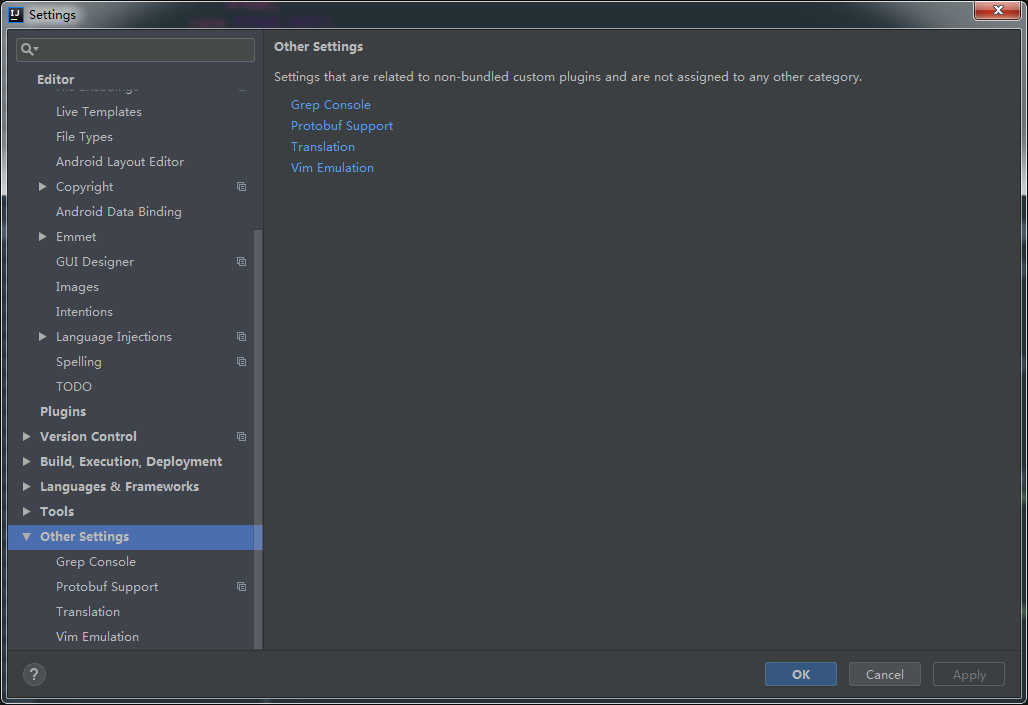 Settings
Editor
Live Templates
File Types
Android Layout Editor
Copyright
Android Data Binding
Emmet
GUI Designer
Images
Intentions
Language Injections
Spelling
TODO
Plugins
Version Control
Build, Execution, Deployment
Languages & Frameworks
Tools
Other Settings
Grep Console
Protobuf Support
Translation
Vim Emulation
Other Settings
Settings that are related to non-bundled custom plugins and are not assigned to any other category.
Grep Console
Protobuf Support
Translation
Vim Emulation
?
OK
Cancel
Apply